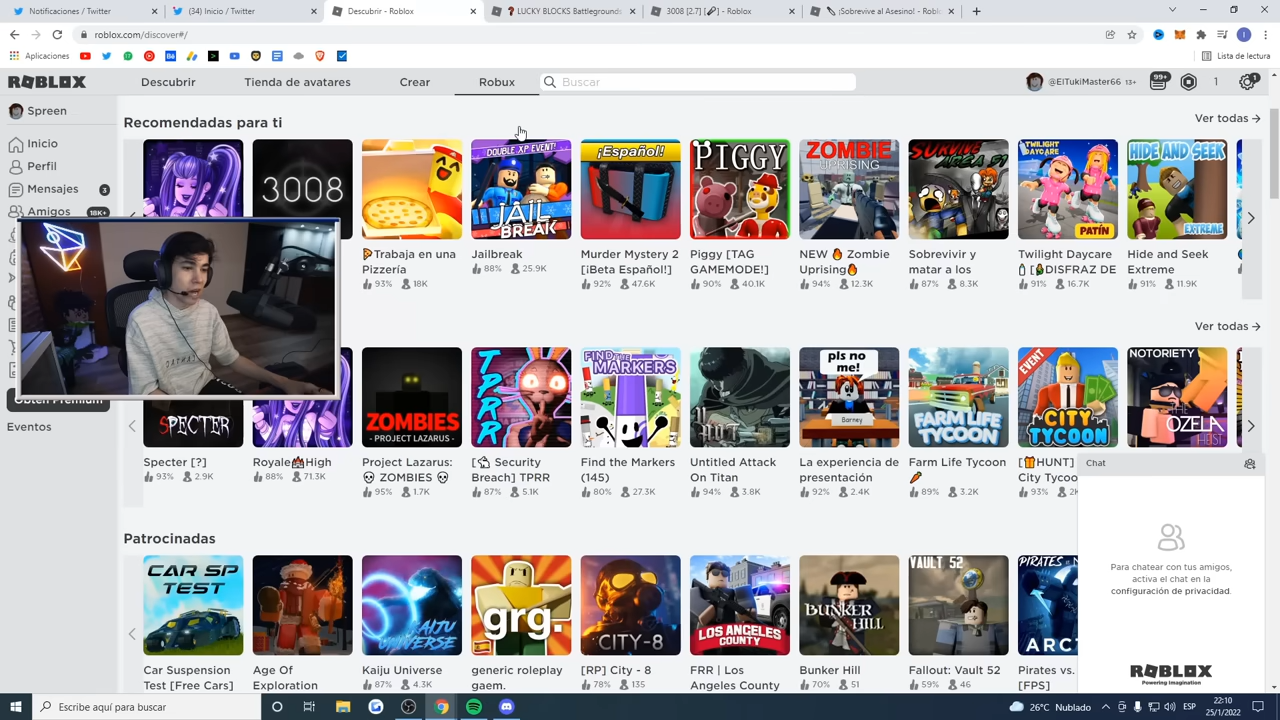 Notificaciones / Twitter
(34) Inicio / Twitter
Descubrir - Roblox
LUCKY BLOCKS Battleground
3008 [2.7] - Roblox
¡Sobrevive al Asesino! - Robl
roblox.com/discover#/
Aplicaciones
Lista de lectura
ROBLOX
Descubrir
Tienda de avatares
Crear
Robux
Buscar
@ElTukiMaster66 13+
99+
1
1
Spreen
Inicio
Perfil
Mensajes 3
Amigos 18K+
Obtén Premium
Eventos
Recomendadas para ti
Ver todas →
3008
DOUBLE XP EVENT!
JAIL
BREAK
¡Español!
PIGGY
ZOMBIE
UPRISING
SURVIVE
AREA 51
TWILIGHT
DAYCARE
PATÍN
HIDE AND SEEK
EXTREME
🍕Trabaja en una
Pizzería
93% 18K
Jailbreak
88% 25.9K
Murder Mystery 2
[¡Beta Español!]
92% 47.6K
Piggy [TAG
GAMEMODE!]
90% 40.1K
NEW 🔥 Zombie
Uprising🔥
94% 12.3K
Sobrevivir y
matar a los
87% 8.3K
Twilight Daycare
[DISFRAZ DE
91% 16.7K
Hide and Seek
Extreme
91% 11.9K
Ver todas →
SPECTER
ZOMBIES
- PROJECT LAZARUS -
TPRR
FIND THE
MARKERS
AOT
pls no
me!
Barney
FARM LIFE
TYCOON
EVENT
CITY
TYCOON
NOTORIETY
THE
OZELA
HEIST
Specter [?]
93% 2.9K
Royale🏰High
88% 71.3K
Project Lazarus:
💀 ZOMBIES 💀
95% 1.7K
[ Security
Breach] TPRR
87% 5.1K
Find the Markers
(145)
80% 27.3K
Untitled Attack
On Titan
94% 3.8K
La experiencia de
presentación
92% 2.4K
Farm Life Tycoon
🥕
89% 3.2K
[🎁HUNT]
City Tycoon
93%
Chat
Para chatear con tus amigos,
activa el chat en la
configuración de privacidad.
ROBLOX
Powering Imagination
Patrocinadas
CAR SP
TEST
KAIJU
UNIVERSE
grg.
CITY-8
LOS ANGELES
COUNTY
BUNKER
HILL
VAULT 52
PIRATES
ARCT
Car Suspension
Test [Free Cars]
Age Of
Exploration
Kaiju Universe
87% 4.3K
generic roleplay
gaem.
[RP] City - 8
78% 135
FRR | Los
Angeles County
Bunker Hill
70% 51
Fallout: Vault 52
59% 46
Pirates vs.
[FPS]
Escribe aquí para buscar
26°C Nublado
ESP
22:10
25/1/2022